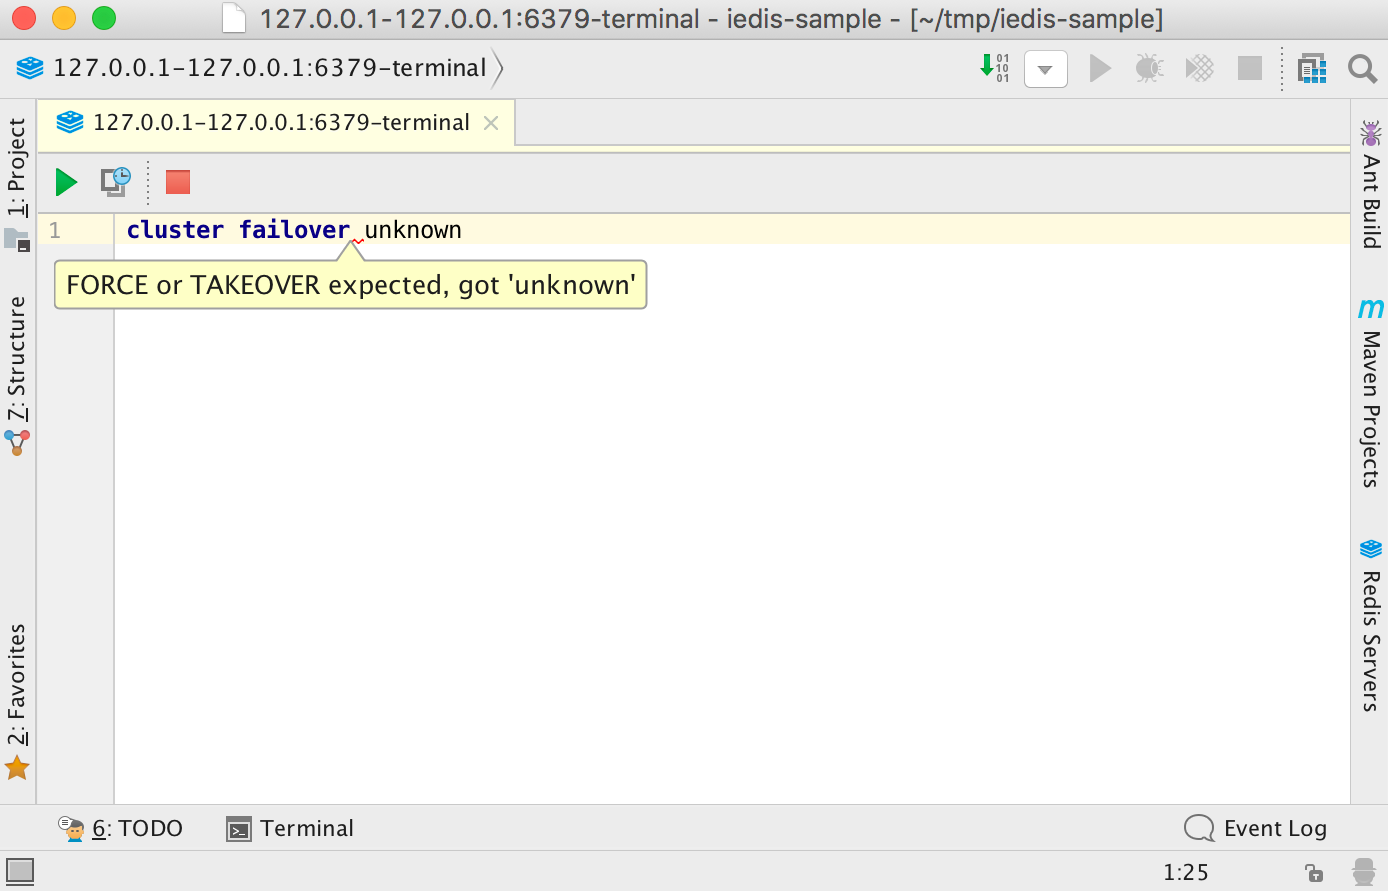 127.0.0.1-127.0.0.1:6379-terminal - iedis-sample - [~/tmp/iedis-sample]
127.0.0.1-127.0.0.1:6379-terminal
01
10
01
127.0.0.1-127.0.0.1:6379-terminal
1: Project
7: Structure
2: Favorites
1 cluster failover unknown
FORCE or TAKEOVER expected, got 'unknown'
Ant Build
m
Maven Projects
Redis Servers
6: TODO
Terminal
Event Log
1:25